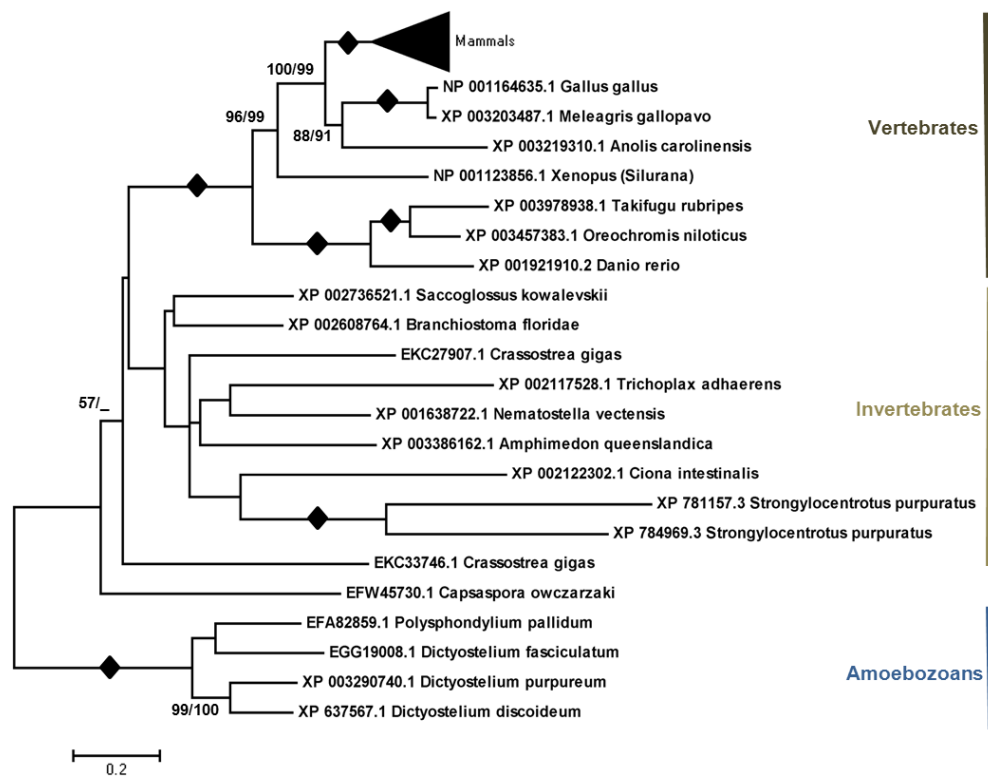 Mammals
100/99
NP 001164635.1 Gallus gallus
96/99
XP 003203487.1 Meleagris gallopavo
Vertebrates
88/91
XP 003219310.1 Anolis carolinensis
NP 001123856.1 Xenopus (Silurana)
XP 003978938.1 Takifugu rubripes
XP 003457383.1 Oreochromis niloticus
XP 001921910.2 Danio rerio
XP 002736521.1 Saccoglossus kowalevskii
XP 002608764.1 Branchiostoma floridae
EKC27907.1 Crassostrea gigas
XP 002117528.1 Trichoplax adhaerens
57/_
XP 001638722.1 Nematostella vectensis
Invertebrates
XP 003386162.1 Amphimedon queenslandica
XP 002122302.1 Ciona intestinalis
XP 781157.3 Strongylocentrotus purpuratus
XP 784969.3 Strongylocentrotus purpuratus
EKC33746.1 Crassostrea gigas
EFW45730.1 Capsaspora owczarzaki
EFA82859.1 Polysphondylium pallidum
EGG19008.1 Dictyostelium fasciculatum
Amoebozoans
XP 003290740.1 Dictyostelium purpureum
99/100
XP 637567.1 Dictyostelium discoideum
0.2